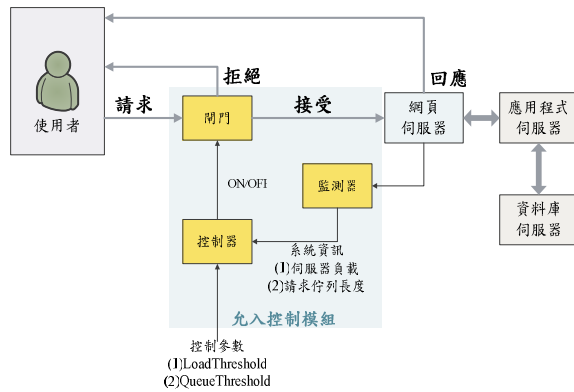 拒絕
回應
請求
接受
使用者
閘門
網頁
伺服器
應用程式
伺服器
ON/OFF
監測器
資料庫
伺服器
控制器
系統資訊
(1)伺服器負載
(2)請求佇列長度
允入控制模組
控制參數
(1)LoadThreshold
(2)QueueThreshold